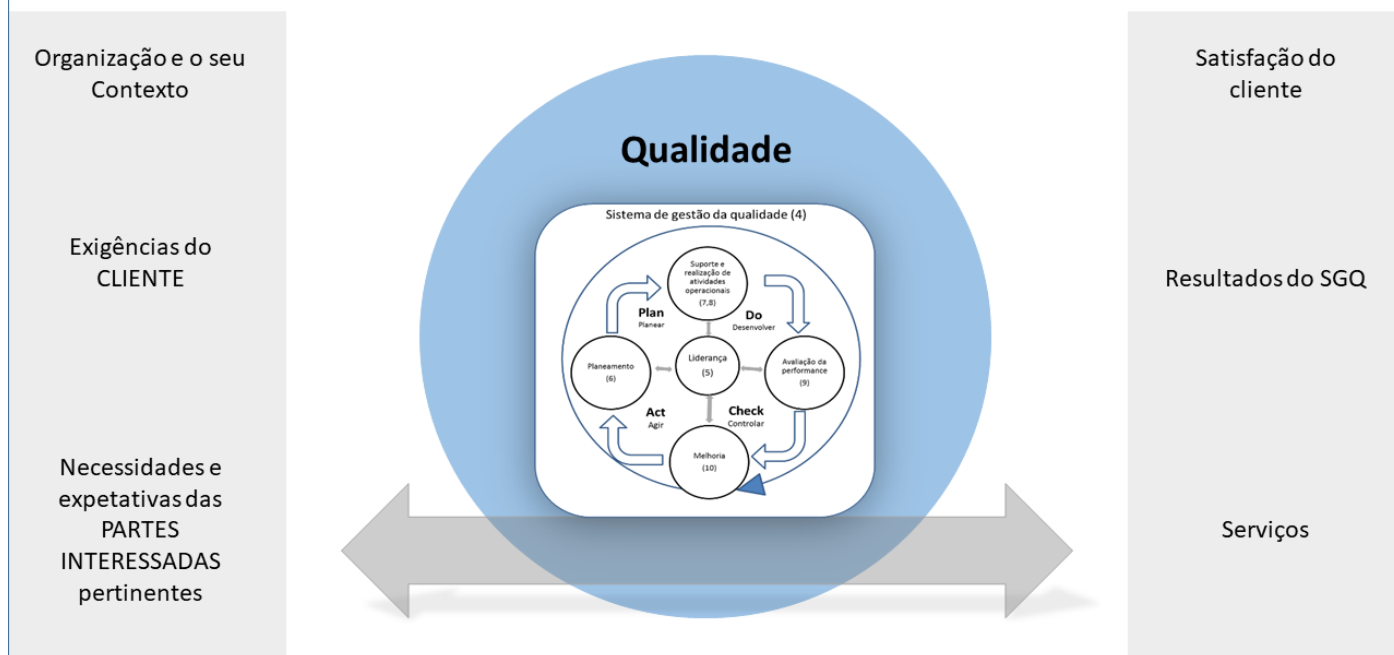 Organização e o seu
Contexto
Exigências do
CLIENTE
Necessidades e
expetativas das
PARTES
INTERESSADAS
pertinentes
Qualidade
Sistema de gestão da qualidade (4)
Suporte e
realização de
atividades
operacionais
(7,8)
Plan
Planear
Do
Desenvolver
Planeamento
(6)
Liderança
(5)
Avaliação da
performance
(9)
Act
Agir
Check
Controlar
Melhoria
(10)
Satisfação do
cliente
Resultados do SGQ
Serviços